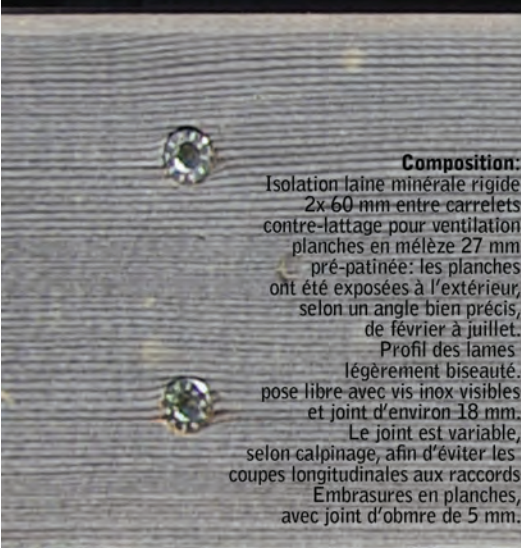 Composition:
Isolation laine minérale rigide
2x 60 mm entre carrelets
contre-lattage pour ventilation
planches en mélèze 27 mm
pré-patinée: les planches
ont été exposées à l'extérieur,
selon un angle bien précis,
de février à juillet.
Profil des lames
légèrement biseauté.
pose libre avec vis inox visibles
et joint d'environ 18 mm.
Le joint est variable,
selon calpinage, afin d'éviter les
coupes longitudinales aux raccords
Embrasures en planches,
avec joint d'obmre de 5 mm.